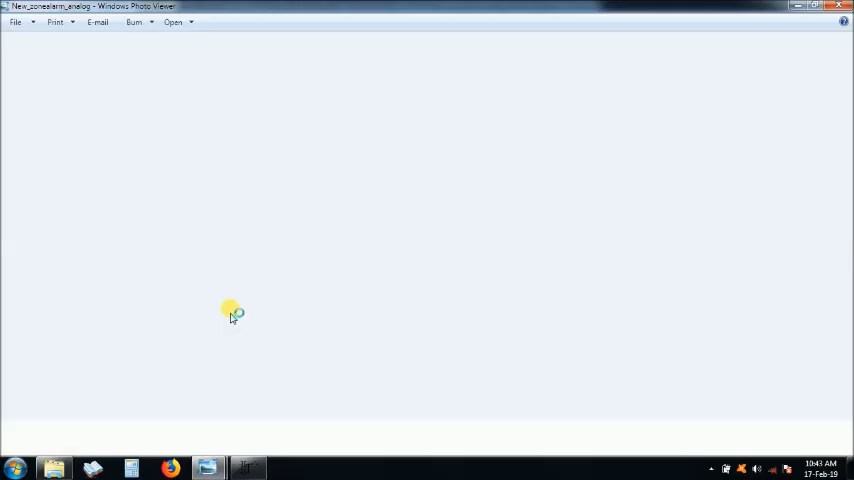 New_zonealarm_analog - Windows Photo Viewer
File Print E-mail Burn Open
10:43 AM
17-Feb-19